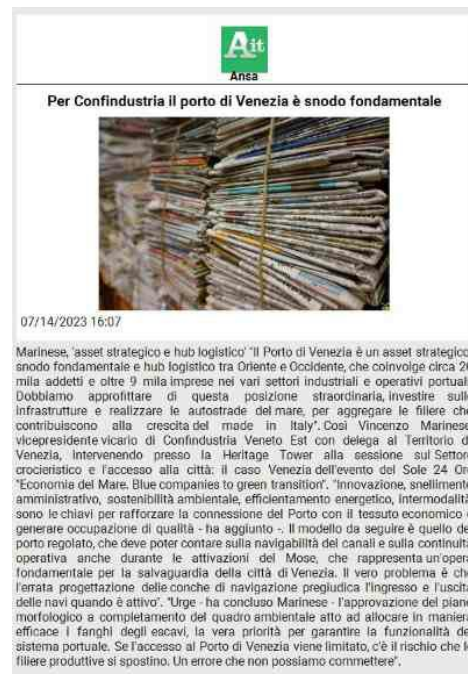 Ait
Ansa
Per Confindustria il porto di Venezia è snodo fondamentale
07/14/2023 16:07
Marinese, 'asset strategico e hub logistico' "Il Porto di Venezia è un asset strategico,
snodo fondamentale e hub logistico tra Oriente e Occidente, che coinvolge circa 20
mila addetti e oltre 9 mila imprese nei vari settori industriali e operativi portuali.
Dobbiamo approfittare di questa posizione straordinaria, investire sulle
infrastrutture e realizzare le autostrade del mare, per aggregare le filiere che
contribuiscono alla crescita del made in Italy". Così Vincenzo Marinese,
vicepresidente vicario di Confindustria Veneto Est con delega al Territorio di
Venezia, intervenendo presso la Heritage Tower alla sessione sul Settore
crocieristico e l'accesso alla città: il caso Venezia dell'evento del Sole 24 Ore
"Economia del Mare. Blue companies to green transition". "Innovazione, snellimento
amministrativo, sostenibilità ambientale, efficientamento energetico, intermodalità
sono le chiavi per rafforzare la connessione del Porto con il tessuto economico e
generare occupazione di qualità - ha aggiunto -. Il modello da seguire è quello del
porto regolato, che deve poter contare sulla navigabilità dei canali e sulla continuità
operativa anche durante le attivazioni del Mose, che rappresenta un'opera
fondamentale per la salvaguardia della città di Venezia. Il vero problema è che
l'errata progettazione delle conche di navigazione pregiudica l'ingresso e l'uscita
delle navi quando è attivo". "Urge - ha concluso Marinese - l'approvazione del piano
morfologico a completamento del quadro ambientale atto ad allocare in maniera
efficace i fanghi degli escavi, la vera priorità per garantire la funzionalità del
sistema portuale. Se l'accesso al Porto di Venezia viene limitato, c'è il rischio che le
filiere produttive si spostino. Un errore che non possiamo commettere".